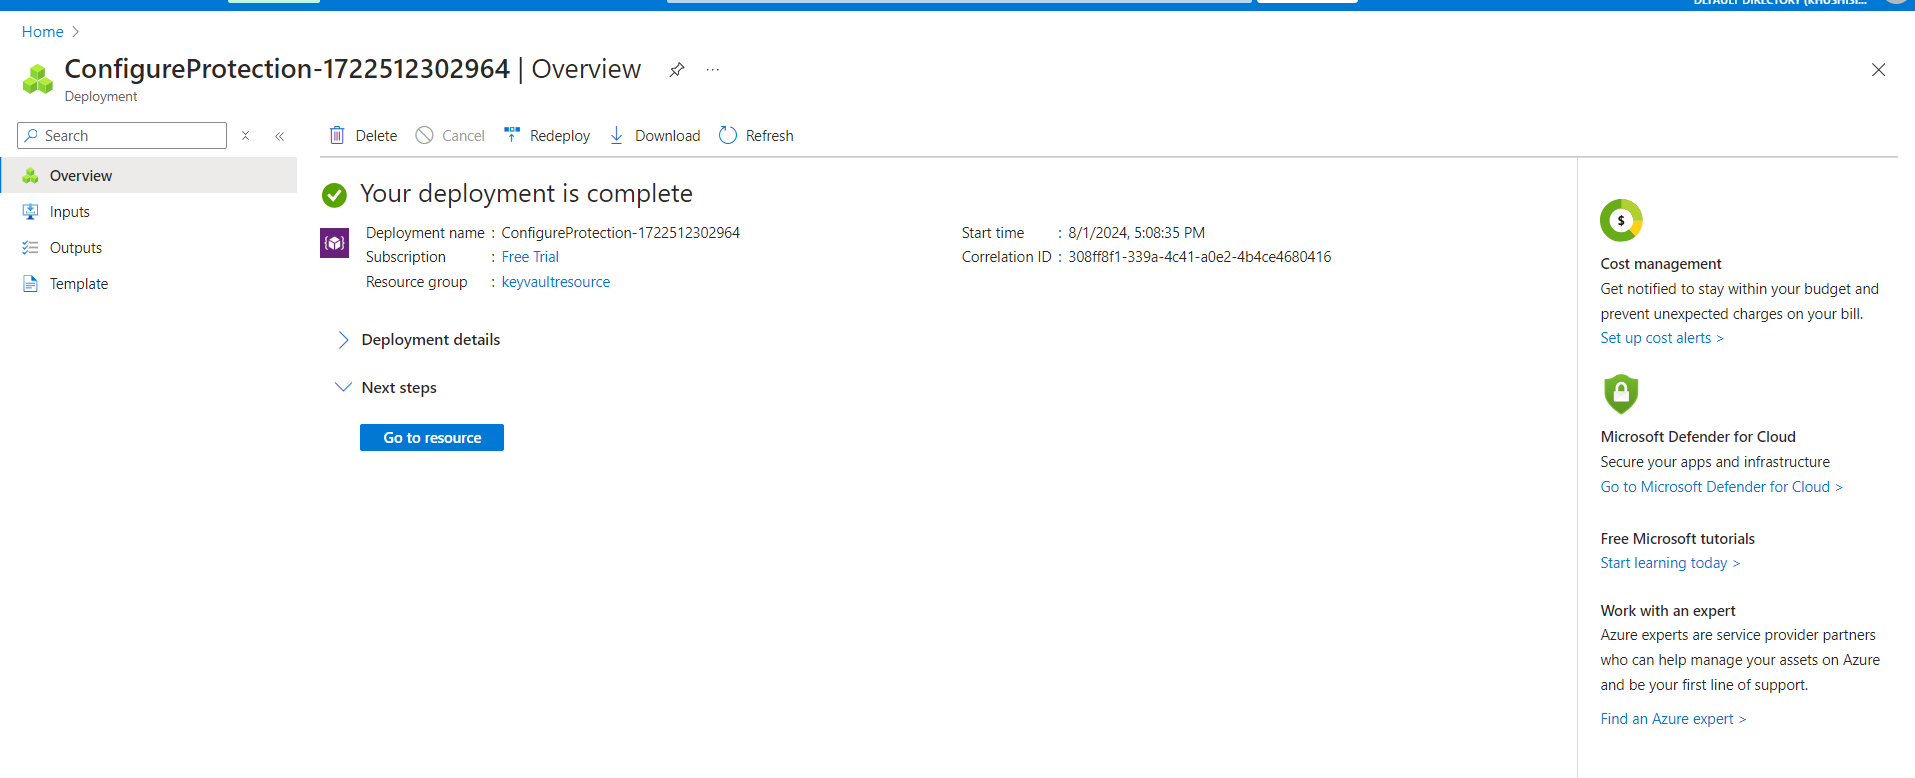 DEFAULT DIRECTORY (KHUSHISI...
Home >
ConfigureProtection-1722512302964 | Overview ...
Deployment
Search
Overview
Inputs
Outputs
Template
Delete Cancel Redeploy Download Refresh
Your deployment is complete
Deployment name : ConfigureProtection-1722512302964
Subscription : Free Trial
Resource group : keyvaultresource
Start time : 8/1/2024, 5:08:35 PM
Correlation ID : 308ff8f1-339a-4c41-a0e2-4b4ce4680416
Deployment details
Next steps
Go to resource
$
Cost management
Get notified to stay within your budget and
prevent unexpected charges on your bill.
Set up cost alerts >
Microsoft Defender for Cloud
Secure your apps and infrastructure
Go to Microsoft Defender for Cloud >
Free Microsoft tutorials
Start learning today >
Work with an expert
Azure experts are service provider partners
who can help manage your assets on Azure
and be your first line of support.
Find an Azure expert >